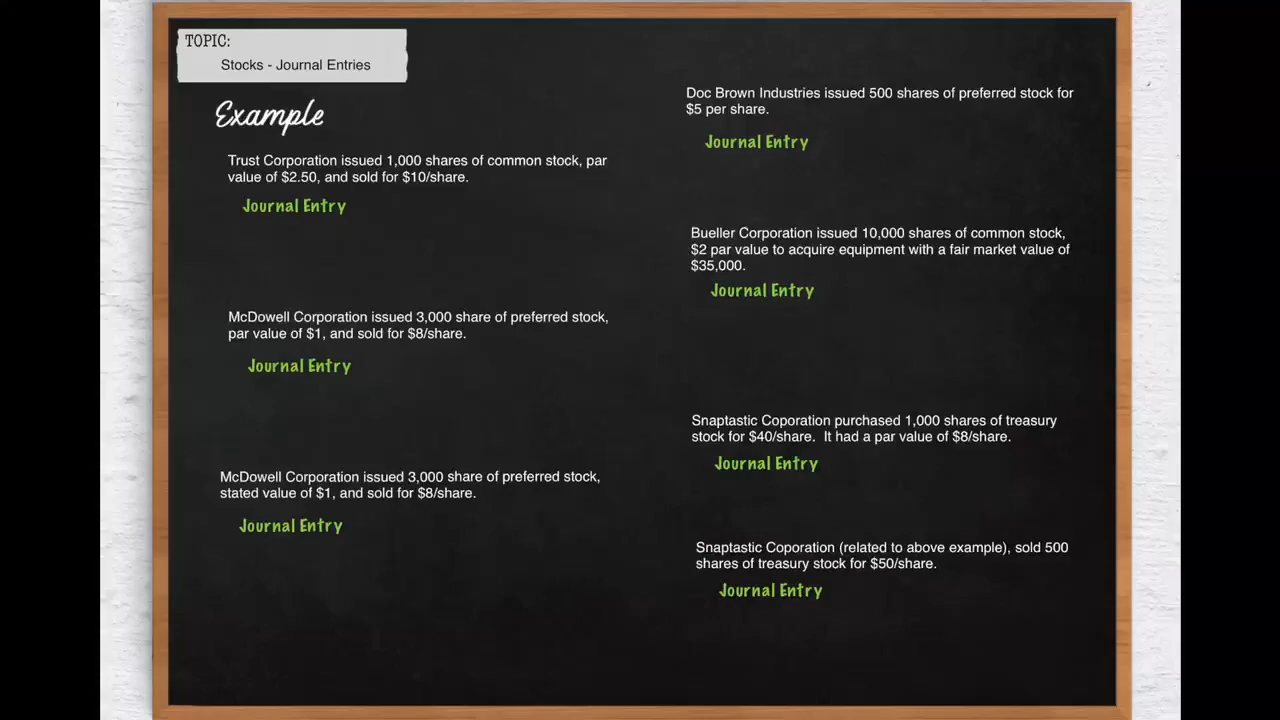 TOPIC:
Stocks - Journal Entries
Example
Trust Corporation issued 1,000 shares of common stock, par
value of $2.50, and sold for $10/share.
Journal Entry
McDowell Corporation issued 3,000 share of preferred stock,
par value of $1, and sold for $8/share.
Journal Entry
McDowell Corporation issued 3,000 share of preferred stock,
stated value of $1, and sold for $8/share.
Journal Entry
Doc Brown Industries issued 500 shares of preferred stock for
$5 per share.
Journal Entry
Bueller Corporation issued 10,000 shares of common stock,
$2 par value to acquire equipment with a fair market value of
$35,000.
Journal Entry
Snaptastic Coporation purchased 1,000 shares of treasury
stock for $40/share.  It had a par value of $8/share.
Journal Entry
Snaptastic Coporation (related to above example), sold 500
shares of treasury stock for $50/share.
Journal Entry